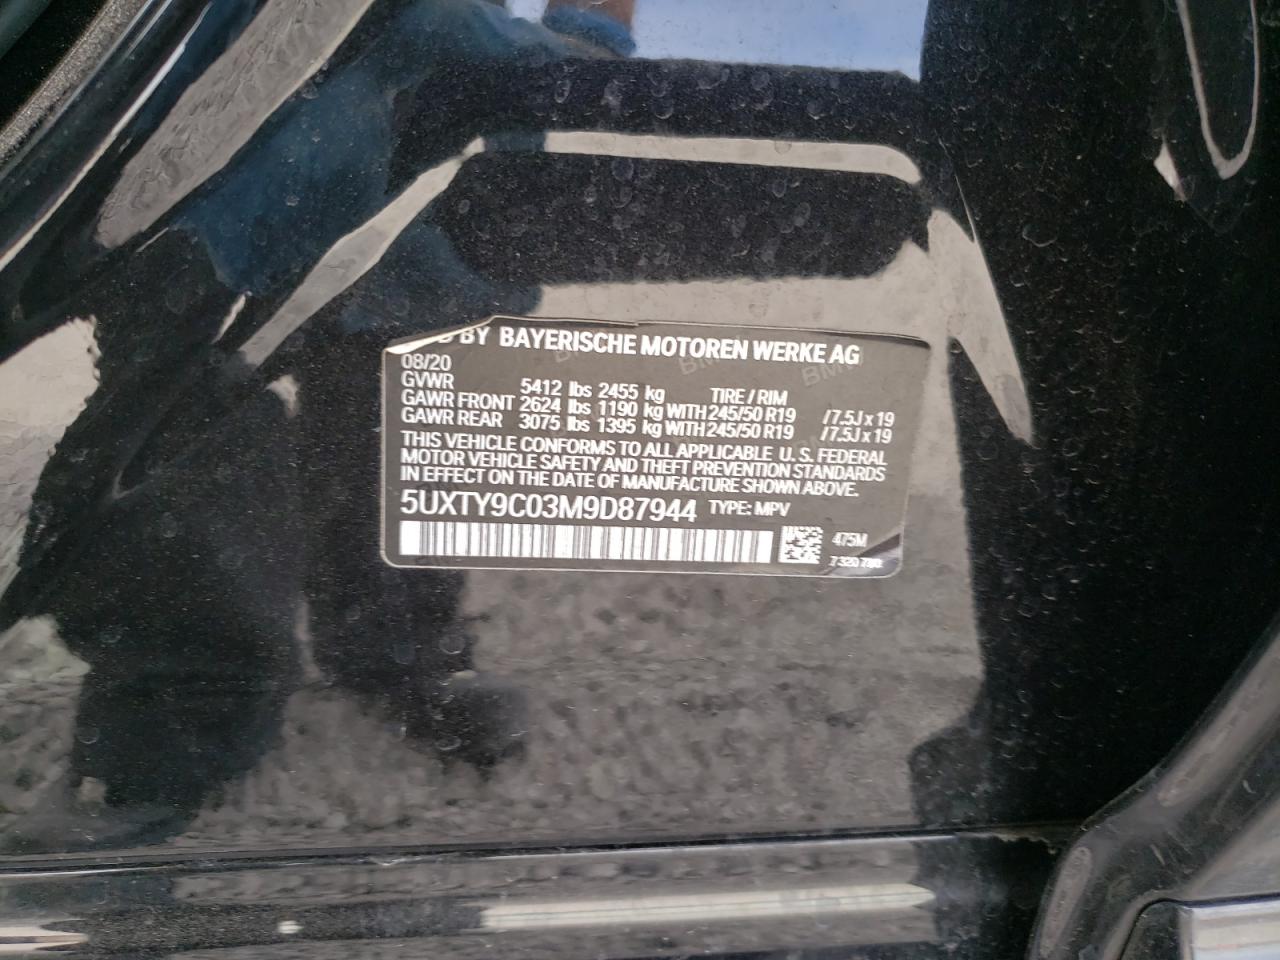 D BY BAYERISCHE MOTOREN WERKE AG
08/20
GVWR 5412 lbs 2455 kg TIRE / RIM
GAWR FRONT 2624 lbs 1190 kg WITH 245/50 R19 /7.5J x 19
GAWR REAR 3075 lbs 1395 kg WITH 245/50 R19 /7.5J x 19
THIS VEHICLE CONFORMS TO ALL APPLICABLE U. S. FEDERAL
MOTOR VEHICLE SAFETY AND THEFT PREVENTION STANDARDS
IN EFFECT ON THE DATE OF MANUFACTURE SHOWN ABOVE.
5UXTY9C03M9D87944 TYPE: MPV
475M
7 320